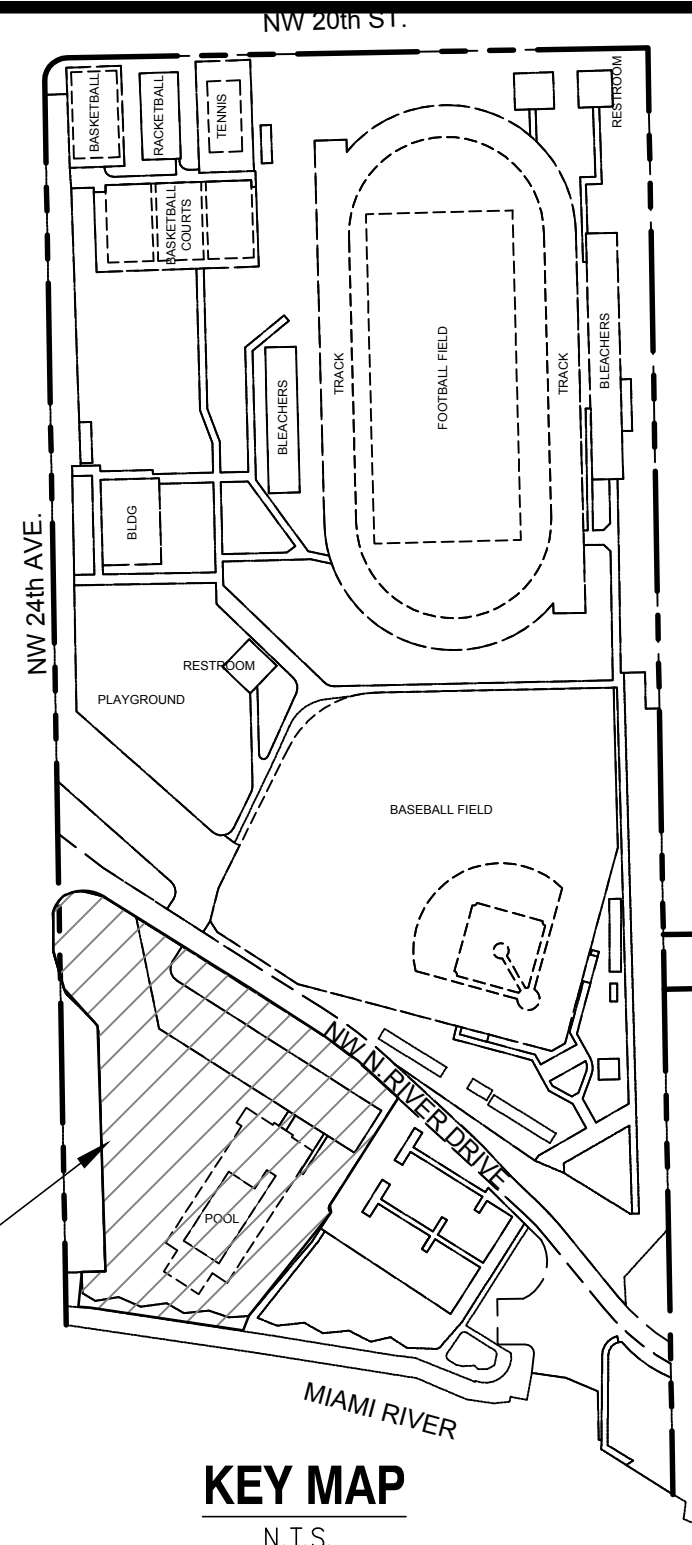 NW 20th ST.
BASKETBALL
RACKETBALL
TENNIS
RESTROOM
BASKETBALL
COURTS
BLEACHERS
TRACK
FOOTBALL FIELD
TRACK
BLEACHERS
BLDG
NW 24th AVE.
RESTROOM
PLAYGROUND
BASEBALL FIELD
NW N. RIVER DRIVE
POOL
MIAMI RIVER
KEY MAP
N.T.S.